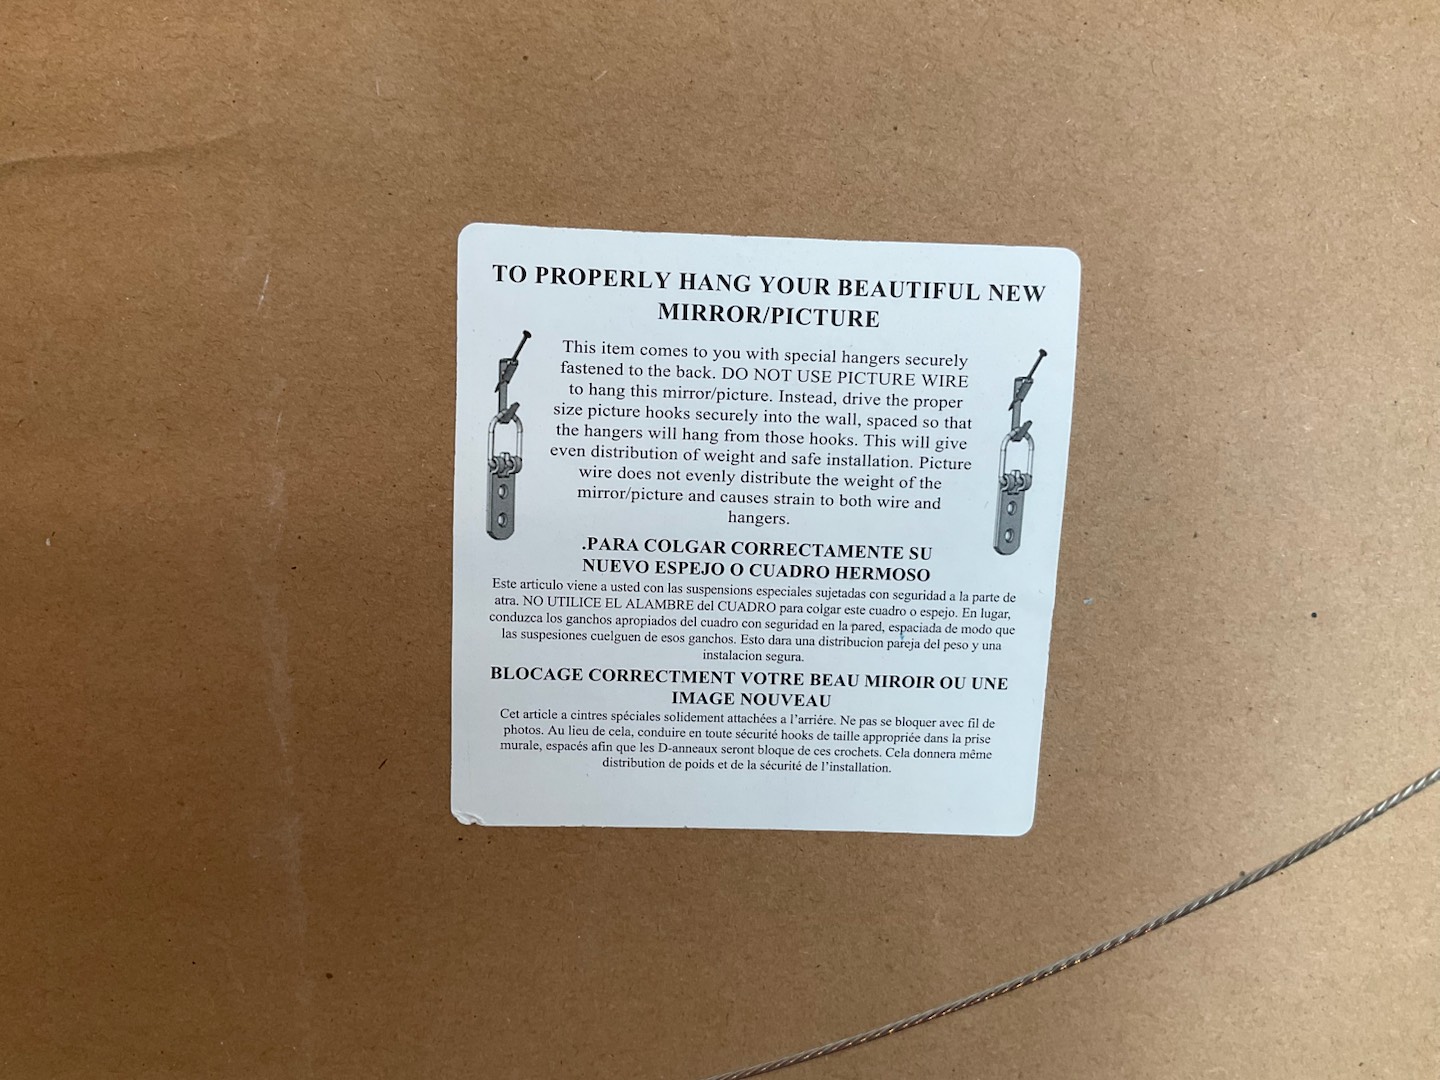 TO PROPERLY HANG YOUR BEAUTIFUL NEW
MIRROR/PICTURE
This item comes to you with special hangers securely
fastened to the back. DO NOT USE PICTURE WIRE
to hang this mirror/picture. Instead, drive the proper
size picture hooks securely into the wall, spaced so that
the hangers will hang from those hooks. This will give
even distribution of weight and safe installation. Picture
wire does not evenly distribute the weight of the
mirror/picture and causes strain to both wire and
hangers.
.PARA COLGAR CORRECTAMENTE SU
NUEVO ESPEJO O CUADRO HERMOSO
Este articulo viene a usted con las suspensions especiales sujetadas con seguridad a la parte de
atra. NO UTILICE EL ALAMBRE del CUADRO para colgar este cuadro o espejo. En lugar,
conduzca los ganchos apropiados del cuadro con seguridad en la pared, espaciada de modo que
las suspesiones cuelguen de esos ganchos. Esto dara una distribucion pareja del peso y una
instalacion segura.
BLOCAGE CORRECTMENT VOTRE BEAU MIROIR OU UNE
IMAGE NOUVEAU
Cet article a cintres spéciales solidement attachées a l'arriére. Ne pas se bloquer avec fil de
photos. Au lieu de cela, conduire en toute sécurité hooks de taille appropriée dans la prise
murale, espacés afin que les D-anneaux seront bloque de ces crochets. Cela donnera même
distribution de poids et de la sécurité de l'installation.